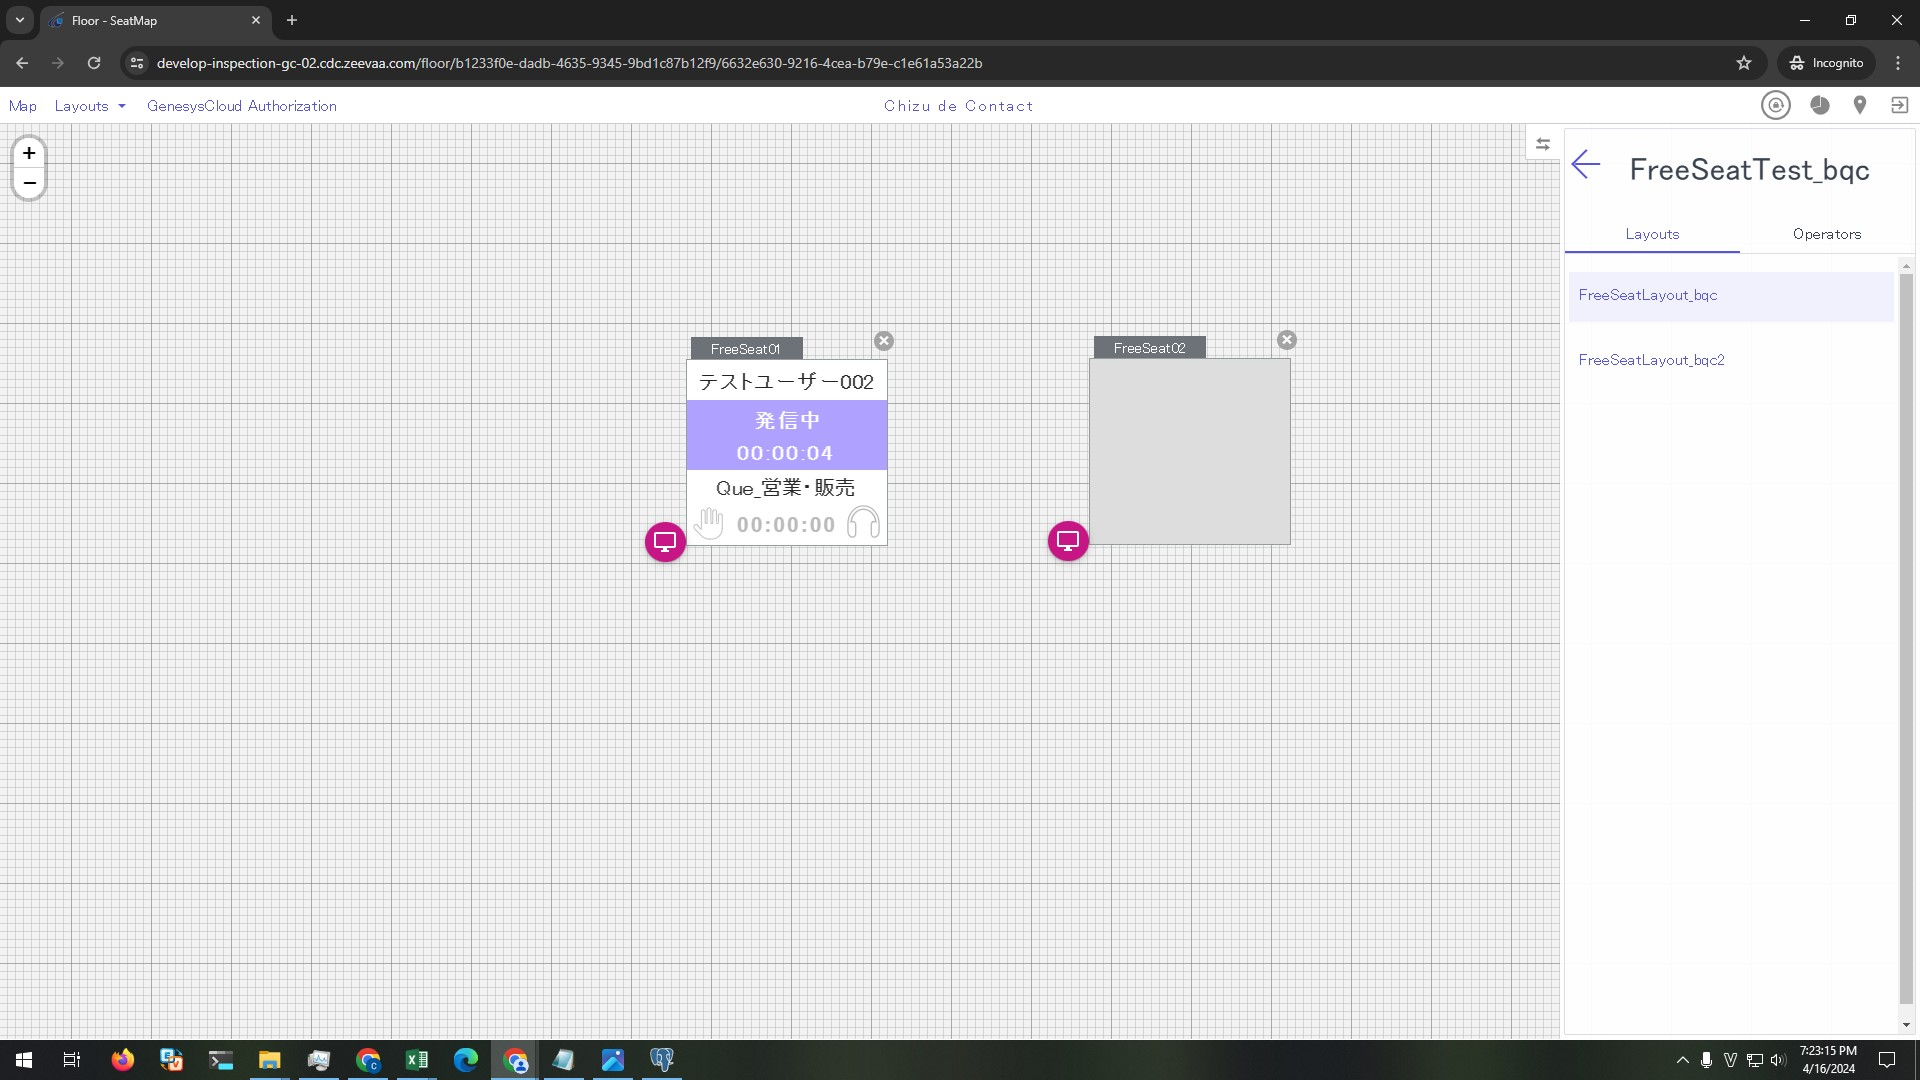 Floor - SeatMap
develop-inspection-gc-02.cdc.zeevaa.com/floor/b1233f0e-dadb-4635-9345-9bd1c87b12f9/6632e630-9216-4cea-b79e-c1e61a53a22b
Incognito
Map
Layouts
GenesysCloud Authorization
Chizu de Contact
+
−
FreeSeat01
テストユーザー002
発信中
00:00:04
Que_営業・販売
00:00:00
FreeSeat02
FreeSeatTest_bqc
Layouts
Operators
FreeSeatLayout_bqc
FreeSeatLayout_bqc2
7:23:15 PM
4/16/2024